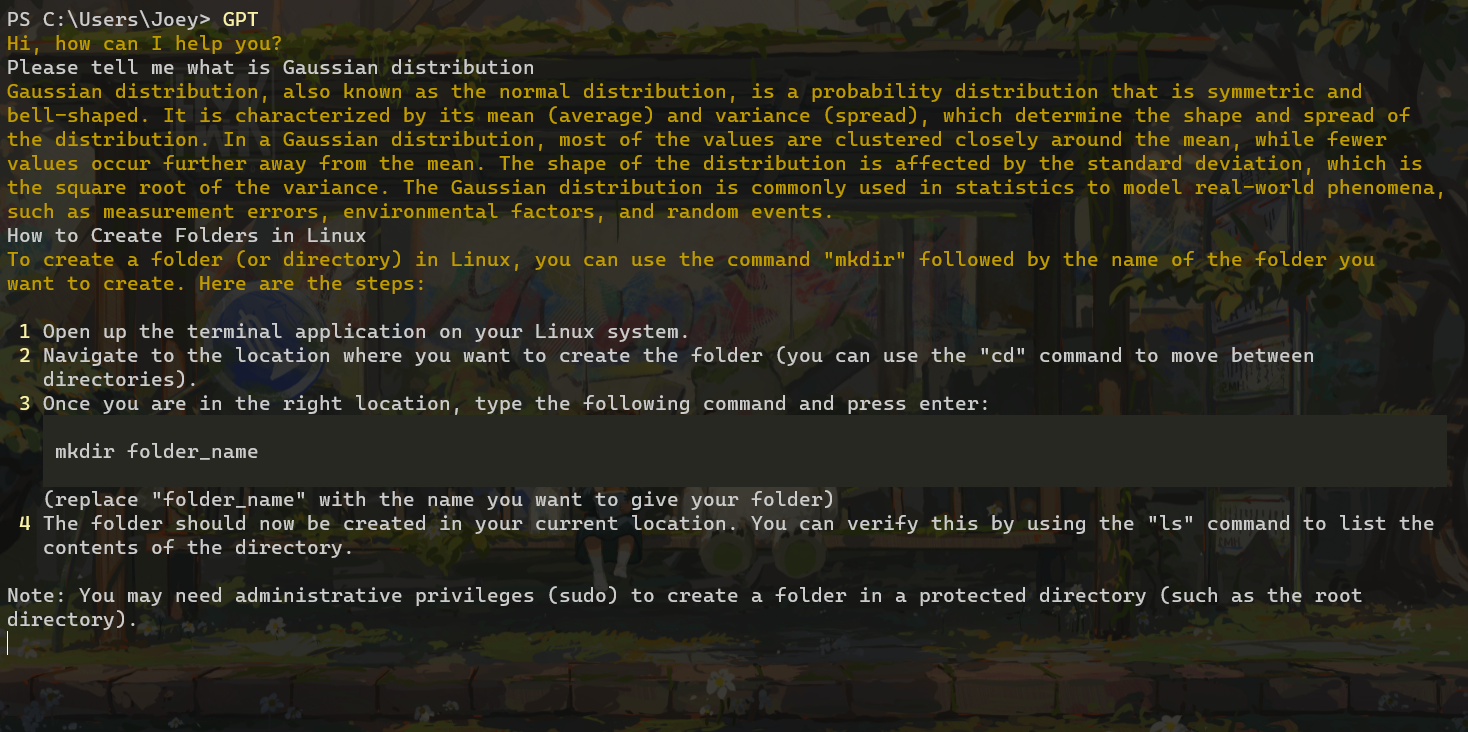 PS C:\Users\Joey> GPT
Hi, how can I help you?
Please tell me what is Gaussian distribution
Gaussian distribution, also known as the normal distribution, is a probability distribution that is symmetric and
bell-shaped. It is characterized by its mean (average) and variance (spread), which determine the shape and spread of
the distribution. In a Gaussian distribution, most of the values are clustered closely around the mean, while fewer
values occur further away from the mean. The shape of the distribution is affected by the standard deviation, which is
the square root of the variance. The Gaussian distribution is commonly used in statistics to model real-world phenomena,
such as measurement errors, environmental factors, and random events.
How to Create Folders in Linux
To create a folder (or directory) in Linux, you can use the command "mkdir" followed by the name of the folder you
want to create. Here are the steps:
1 Open up the terminal application on your Linux system.
2 Navigate to the location where you want to create the folder (you can use the "cd" command to move between
directories).
3 Once you are in the right location, type the following command and press enter:
mkdir folder_name
(replace "folder_name" with the name you want to give your folder)
4 The folder should now be created in your current location. You can verify this by using the "ls" command to list the
contents of the directory.
Note: You may need administrative privileges (sudo) to create a folder in a protected directory (such as the root
directory).